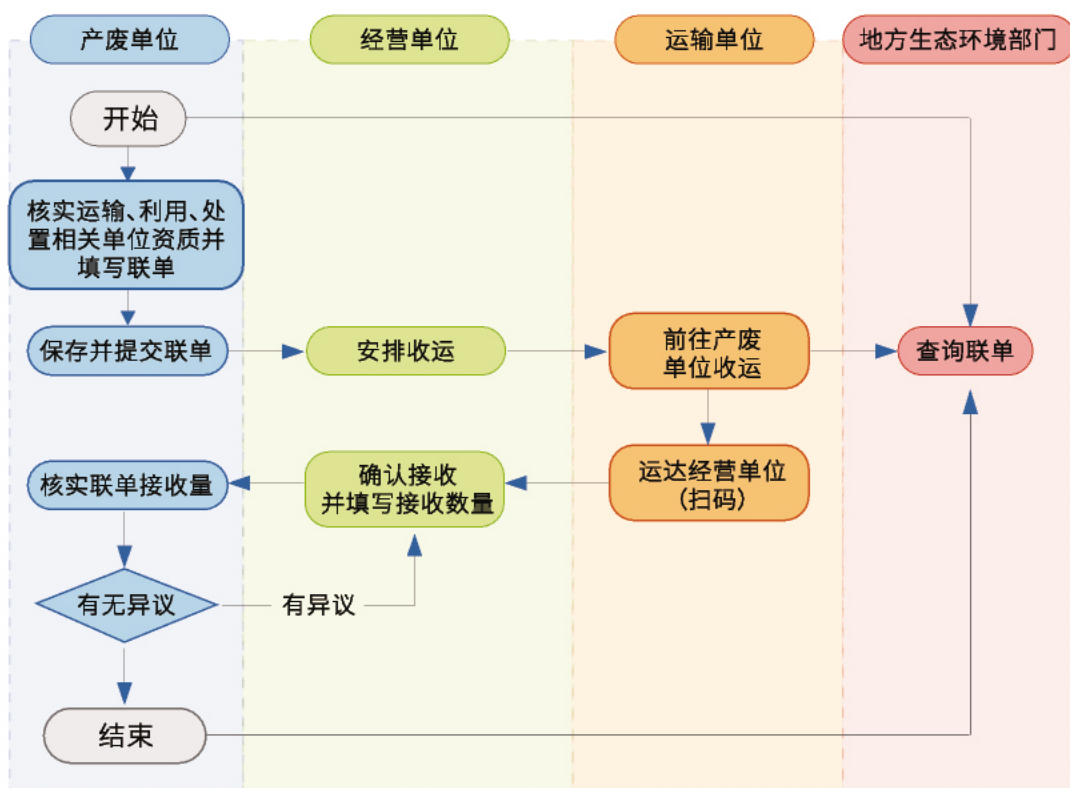 产废单位
经营单位
运输单位
地方生态环境部门
开始
核实运输、利用、处
置相关单位资质并
填写联单
保存并提交联单
安排收运
前往产废
单位收运
查询联单
核实联单接收量
确认接收
并填写接收数量
运达经营单位
(扫码)
有无异议
有异议
结束